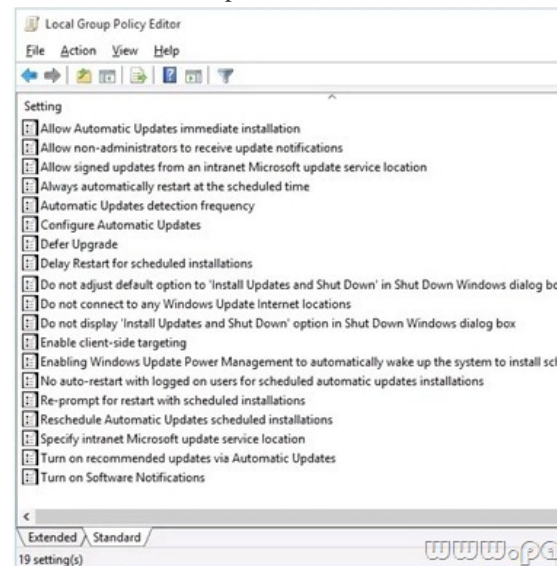 Local Group Policy Editor
File Action View Help
Setting
Allow Automatic Updates immediate installation
Allow non-administrators to receive update notifications
Allow signed updates from an intranet Microsoft update service location
Always automatically restart at the scheduled time
Automatic Updates detection frequency
Configure Automatic Updates
Defer Upgrade
Delay Restart for scheduled installations
Do not adjust default option to 'Install Updates and Shut Down' in Shut Down Windows dialog
Do not connect to any Windows Update Internet locations
Do not display 'Install Updates and Shut Down' option in Shut Down Windows dialog box
Enable client-side targeting
Enabling Windows Update Power Management to automatically wake up the system to install
No auto-restart with logged on users for scheduled automatic updates installations
Re-prompt for restart with scheduled installations
Reschedule Automatic Updates scheduled installations
Specify intranet Microsoft update service location
Turn on recommended updates via Automatic Updates
Turn on Software Notifications
Extended Standard
19 setting(s)